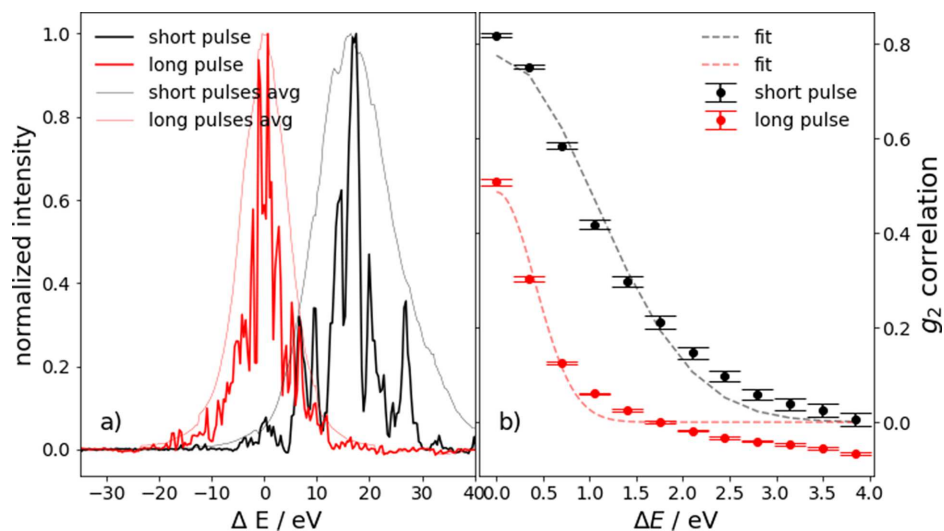 1.0
0.8
0.6
0.4
0.2
0.0
normalized intensity
short pulse
long pulse
short pulses avg
long pulses avg
a)
−30 −20 −10 0 10 20 30 40
Δ E / eV
fit
fit
short pulse
long pulse
b)
0.0 0.5 1.0 1.5 2.0 2.5 3.0 3.5 4.0
ΔE / eV
0.8
0.6
0.4
0.2
0.0
g₂ correlation